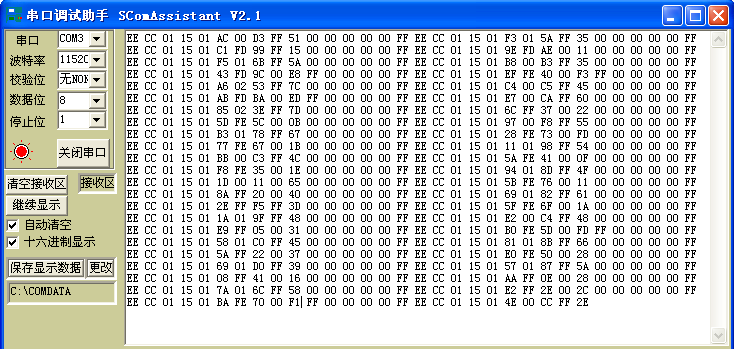 串口调试助手 SComAssistant V2.1
串口 COM3
波特率 11520
校验位 无NON
数据位 8
停止位 1
关闭串口
清空接收区 接收区
继续显示
自动清空
十六进制显示
保存显示数据 更改
C:\COMDATA
EE CC 01 15 01 AC 00 D3 FF 51 00 00 00 00 00 FF EE CC 01 15 01 F3 01 5A FF 35 00 00 00 00 00 FF
EE CC 01 15 01 C1 FD 99 FF 15 00 00 00 00 00 FF EE CC 01 15 01 9E FD AE 00 11 00 00 00 00 00 FF
EE CC 01 15 01 F5 01 6B FF 5A 00 00 00 00 00 FF EE CC 01 15 01 B8 00 B3 FF 35 00 00 00 00 00 FF
EE CC 01 15 01 43 FD 9C 00 E8 FF 00 00 00 00 FF EE CC 01 15 01 EF FE 40 00 F3 FF 00 00 00 00 FF
EE CC 01 15 01 A6 02 53 FF 7C 00 00 00 00 00 FF EE CC 01 15 01 C4 00 C5 FF 45 00 00 00 00 00 FF
EE CC 01 15 01 AB FD BA 00 ED FF 00 00 00 00 FF EE CC 01 15 01 E7 00 CA FF 60 00 00 00 00 00 FF
EE CC 01 15 01 85 02 3E FF 7D 00 00 00 00 00 FF EE CC 01 15 01 6C FF 37 00 22 00 00 00 00 00 FF
EE CC 01 15 01 5D FE 5C 00 0B 00 00 00 00 00 FF EE CC 01 15 01 97 00 F8 FF 55 00 00 00 00 00 FF
EE CC 01 15 01 B3 01 78 FF 67 00 00 00 00 00 FF EE CC 01 15 01 28 FE 73 00 FD 00 00 00 00 00 FF
EE CC 01 15 01 77 FE 67 00 1B 00 00 00 00 00 FF EE CC 01 15 01 11 01 98 FF 54 00 00 00 00 00 FF
EE CC 01 15 01 BB 00 C3 FF 4C 00 00 00 00 00 FF EE CC 01 15 01 5A FE 41 00 0F 00 00 00 00 00 FF
EE CC 01 15 01 F8 FF 35 00 1E 00 00 00 00 00 FF EE CC 01 15 01 94 01 8D FF 4F 00 00 00 00 00 FF
EE CC 01 15 01 1D 00 11 00 65 00 00 00 00 00 FF EE CC 01 15 01 5B FE 76 00 11 00 00 00 00 00 FF
EE CC 01 15 01 8A FF 20 00 40 00 00 00 00 00 FF EE CC 01 15 01 69 01 82 FF 61 00 00 00 00 00 FF
EE CC 01 15 01 2E FF F5 FF 3D 00 00 00 00 00 FF EE CC 01 15 01 5F FE 6F 00 1A 00 00 00 00 00 FF
EE CC 01 15 01 1A 01 9F FF 48 00 00 00 00 00 FF EE CC 01 15 01 E2 00 C4 FF 48 00 00 00 00 00 FF
EE CC 01 15 01 E9 FF 05 00 31 00 00 00 00 00 FF EE CC 01 15 01 B0 FE 5D 00 FD FF 00 00 00 00 FF
EE CC 01 15 01 58 01 C0 FF 45 00 00 00 00 00 FF EE CC 01 15 01 81 01 8B FF 66 00 00 00 00 00 FF
EE CC 01 15 01 5A FF 22 00 37 00 00 00 00 00 FF EE CC 01 15 01 E0 FE 50 00 28 00 00 00 00 00 FF
EE CC 01 15 01 69 01 D0 FF 39 00 00 00 00 00 FF EE CC 01 15 01 57 01 87 FF 5A 00 00 00 00 00 FF
EE CC 01 15 01 08 FF 41 00 16 00 00 00 00 00 FF EE CC 01 15 01 AA FF 0E 00 28 00 00 00 00 00 FF
EE CC 01 15 01 7A 01 6C FF 58 00 00 00 00 00 FF EE CC 01 15 01 E2 FF 2E 00 2C 00 00 00 00 00 FF
EE CC 01 15 01 BA FE 70 00 F1 FF 00 00 00 00 FF EE CC 01 15 01 4E 00 CC FF 2E